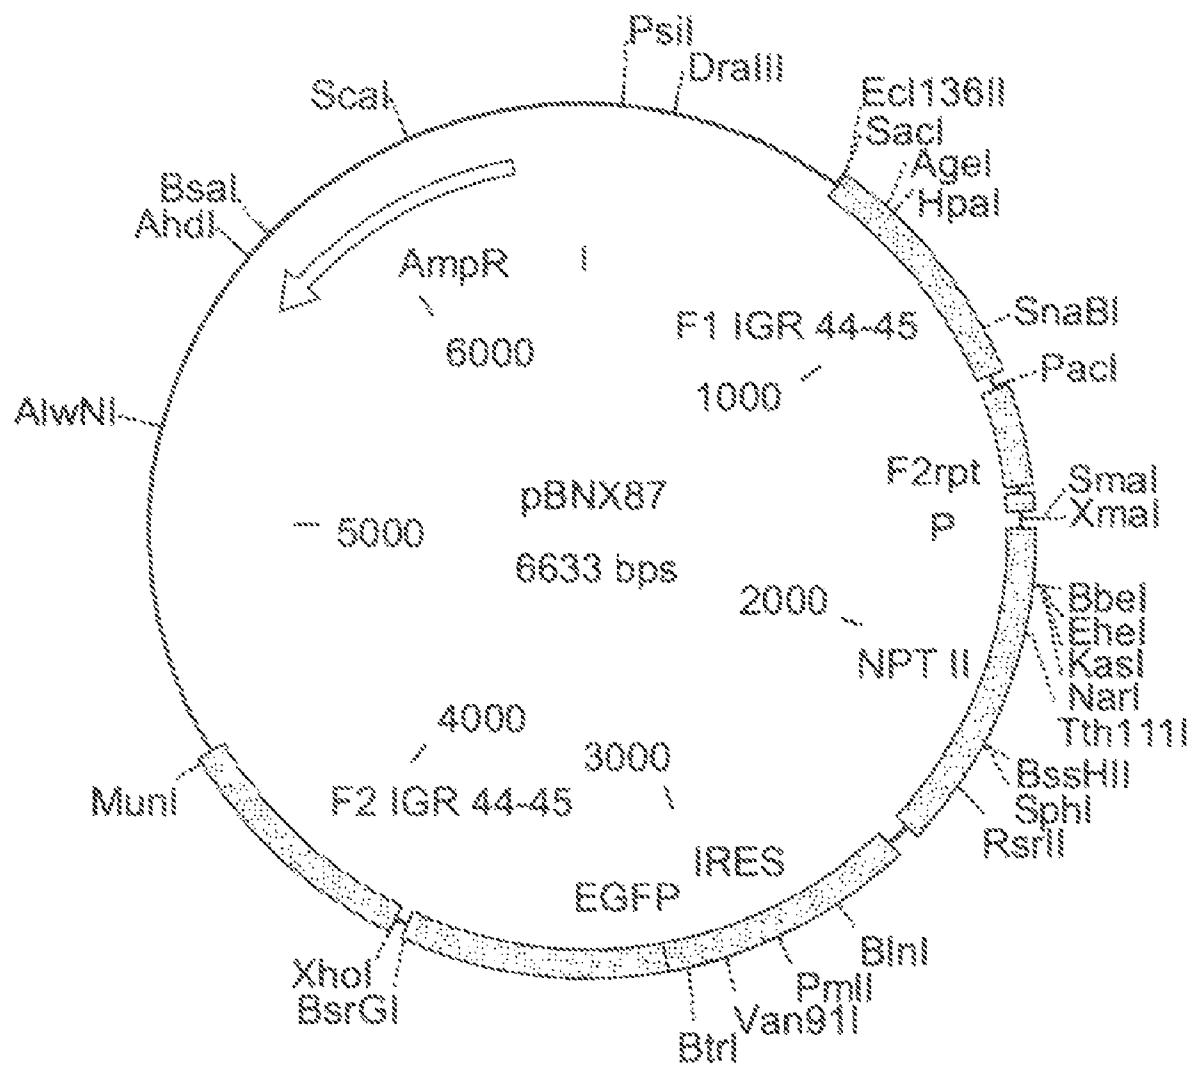 PsiI
DraIII
ScaI
Ecl136II
SacI
AgeI
HpaI
BsaI
AhdI
AmpR
6000
F1 IGR 44-45
1000
SnaBI
PacI
AlwNI
F2rpt
P
SmaI
XmaI
pBNX87
6633 bps
5000
2000
BbeI
EheI
KasI
NarI
Tth111I
NPT II
4000
3000
BssHII
SphI
RsrII
MunI
F2 IGR 44-45
IRES
EGFP
BlnI
XhoI
BsrGI
PmlI
Van91I
BtrI